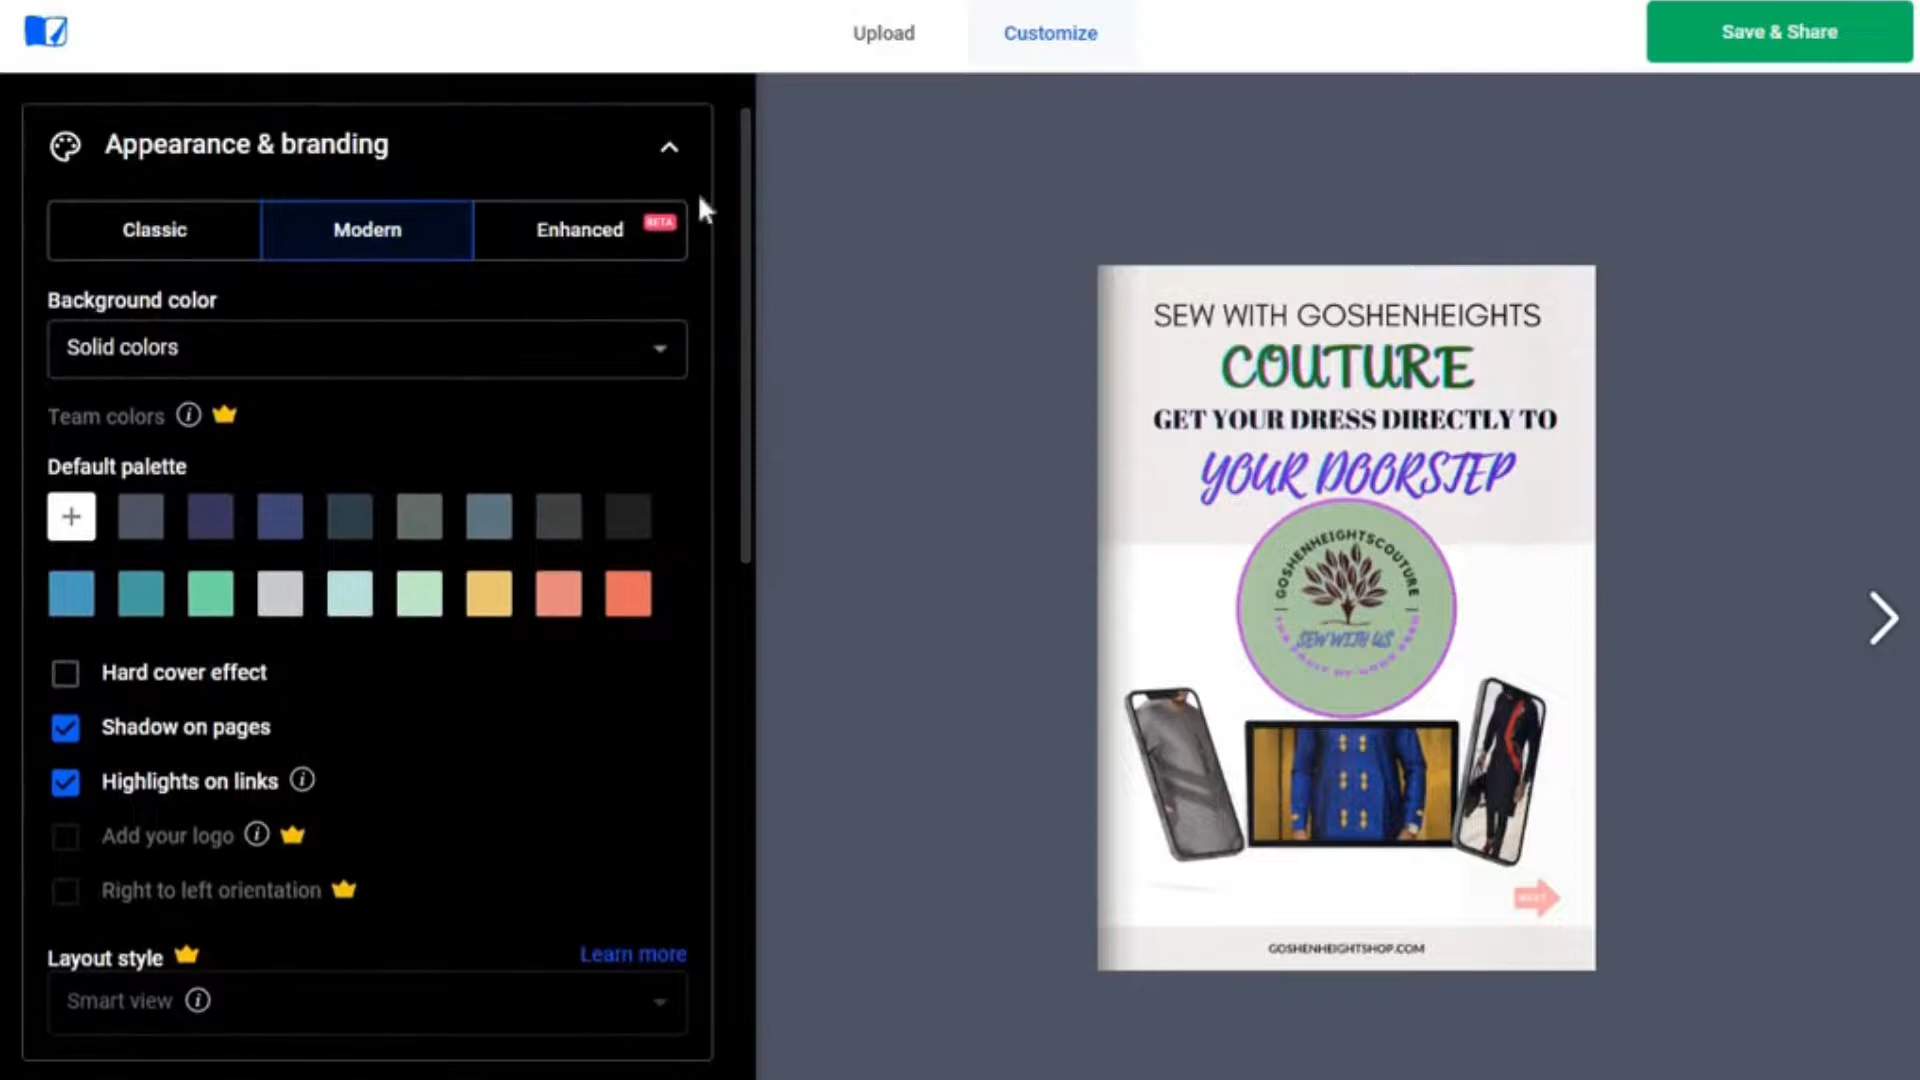 Upload
Customize
Save & Share
Appearance & branding
Classic
Modern
Enhanced
BETA
Background color
Solid colors
Team colors
Default palette
Hard cover effect
Shadow on pages
Highlights on links
Add your logo
Right to left orientation
Layout style
Learn more
Smart view
SEW WITH GOSHENHEIGHTS
COUTURE
GET YOUR DRESS DIRECTLY TO
YOUR DOORSTEP
GOSHENHEIGHTSCOUTURE
SEW WITH US
NEXT
GOSHENHEIGHTSHOP.COM